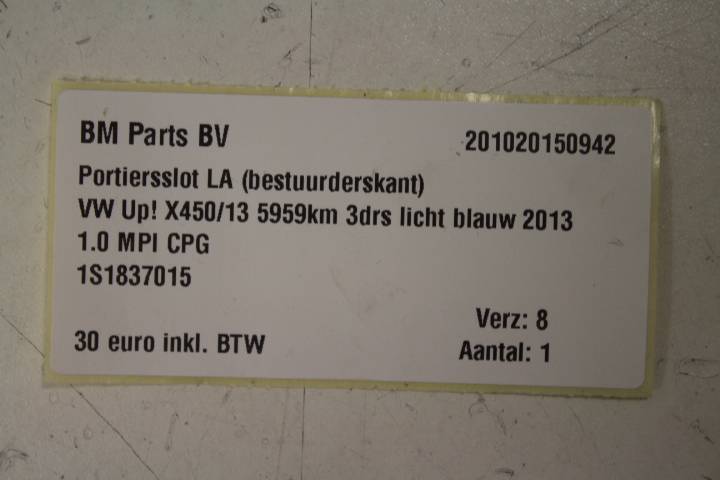 BM Parts BV 201020150942
Portiersslot LA (bestuurderskant)
VW Up! X450/13 5959km 3drs licht blauw 2013
1.0 MPI CPG
1S1837015
Verz: 8
30 euro inkl. BTW Aantal: 1